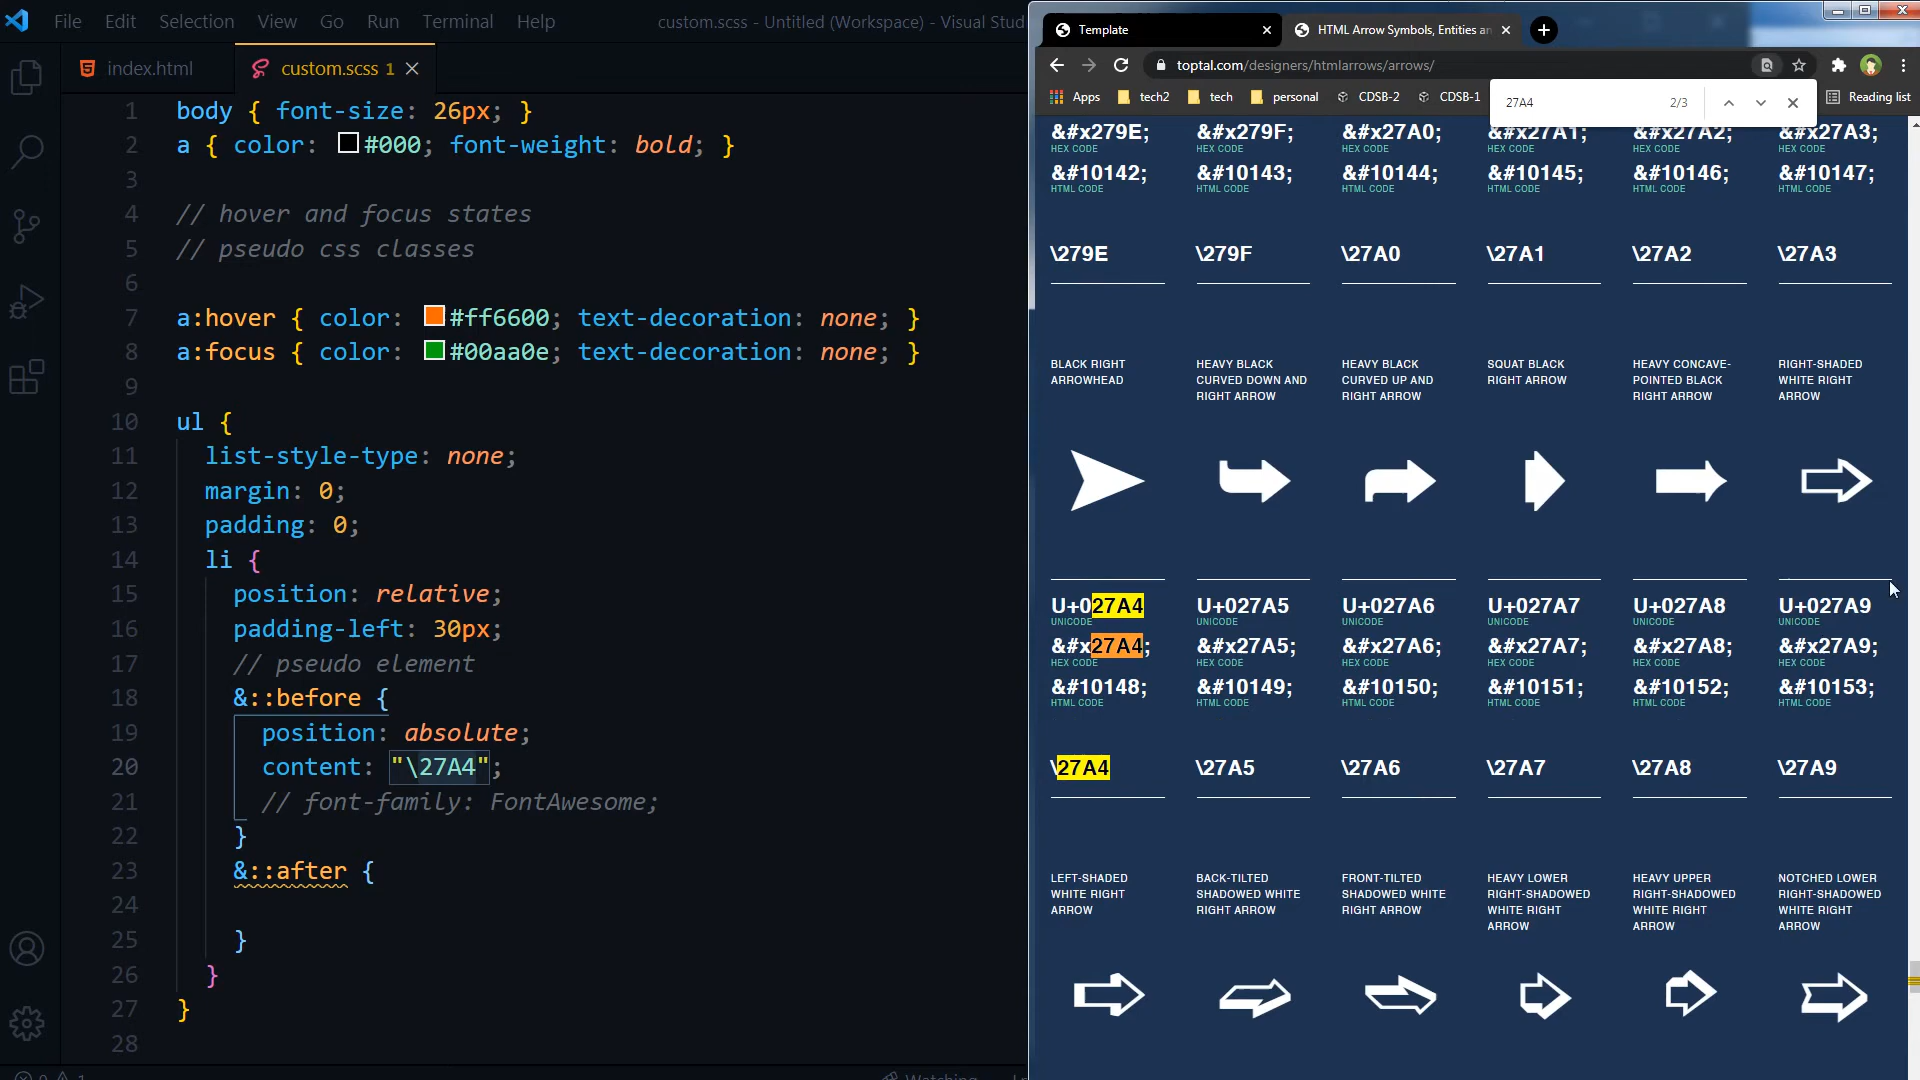 File Edit Selection View Go Run Terminal Help custom.scss - Untitled (Workspace) - Visual Stud
index.html custom.scss 1
1 body { font-size: 26px; }
2 a { color: #000; font-weight: bold; }
3
4 // hover and focus states
5 // pseudo css classes
6
7 a:hover { color: #ff6600; text-decoration: none; }
8 a:focus { color: #00aa0e; text-decoration: none; }
9
10 ul {
11 list-style-type: none;
12 margin: 0;
13 padding: 0;
14 li {
15 position: relative;
16 padding-left: 30px;
17 // pseudo element
18 &::before {
19 position: absolute;
20 content: "\27A4";
21 // font-family: FontAwesome;
22 }
23 &::after {
24
25 }
26 }
27 }
28
Template HTML Arrow Symbols, Entities an
toptal.com/designers/htmlarrows/arrows/
Apps tech2 tech personal CDSB-2 CDSB-1 Reading list
27A4 2/3
&#x279E; &#x279F; &#x27A0; &#x27A1; &#x27A2; &#x27A3;
HEX CODE HEX CODE HEX CODE HEX CODE HEX CODE HEX CODE
&#10142; &#10143; &#10144; &#10145; &#10146; &#10147;
HTML CODE HTML CODE HTML CODE HTML CODE HTML CODE HTML CODE
\279E \279F \27A0 \27A1 \27A2 \27A3
BLACK RIGHT HEAVY BLACK HEAVY BLACK SQUAT BLACK HEAVY CONCAVE- RIGHT-SHADED
ARROWHEAD CURVED DOWN AND CURVED UP AND RIGHT ARROW POINTED BLACK WHITE RIGHT
RIGHT ARROW RIGHT ARROW RIGHT ARROW ARROW
U+027A4 U+027A5 U+027A6 U+027A7 U+027A8 U+027A9
UNICODE UNICODE UNICODE UNICODE UNICODE UNICODE
&#x27A4; &#x27A5; &#x27A6; &#x27A7; &#x27A8; &#x27A9;
HEX CODE HEX CODE HEX CODE HEX CODE HEX CODE HEX CODE
&#10148; &#10149; &#10150; &#10151; &#10152; &#10153;
HTML CODE HTML CODE HTML CODE HTML CODE HTML CODE HTML CODE
\27A4 \27A5 \27A6 \27A7 \27A8 \27A9
LEFT-SHADED BACK-TILTED FRONT-TILTED HEAVY LOWER HEAVY UPPER NOTCHED LOWER
WHITE RIGHT SHADOWED WHITE SHADOWED WHITE RIGHT-SHADOWED RIGHT-SHADOWED RIGHT-SHADOWED
ARROW RIGHT ARROW RIGHT ARROW WHITE RIGHT WHITE RIGHT WHITE RIGHT
ARROW ARROW ARROW